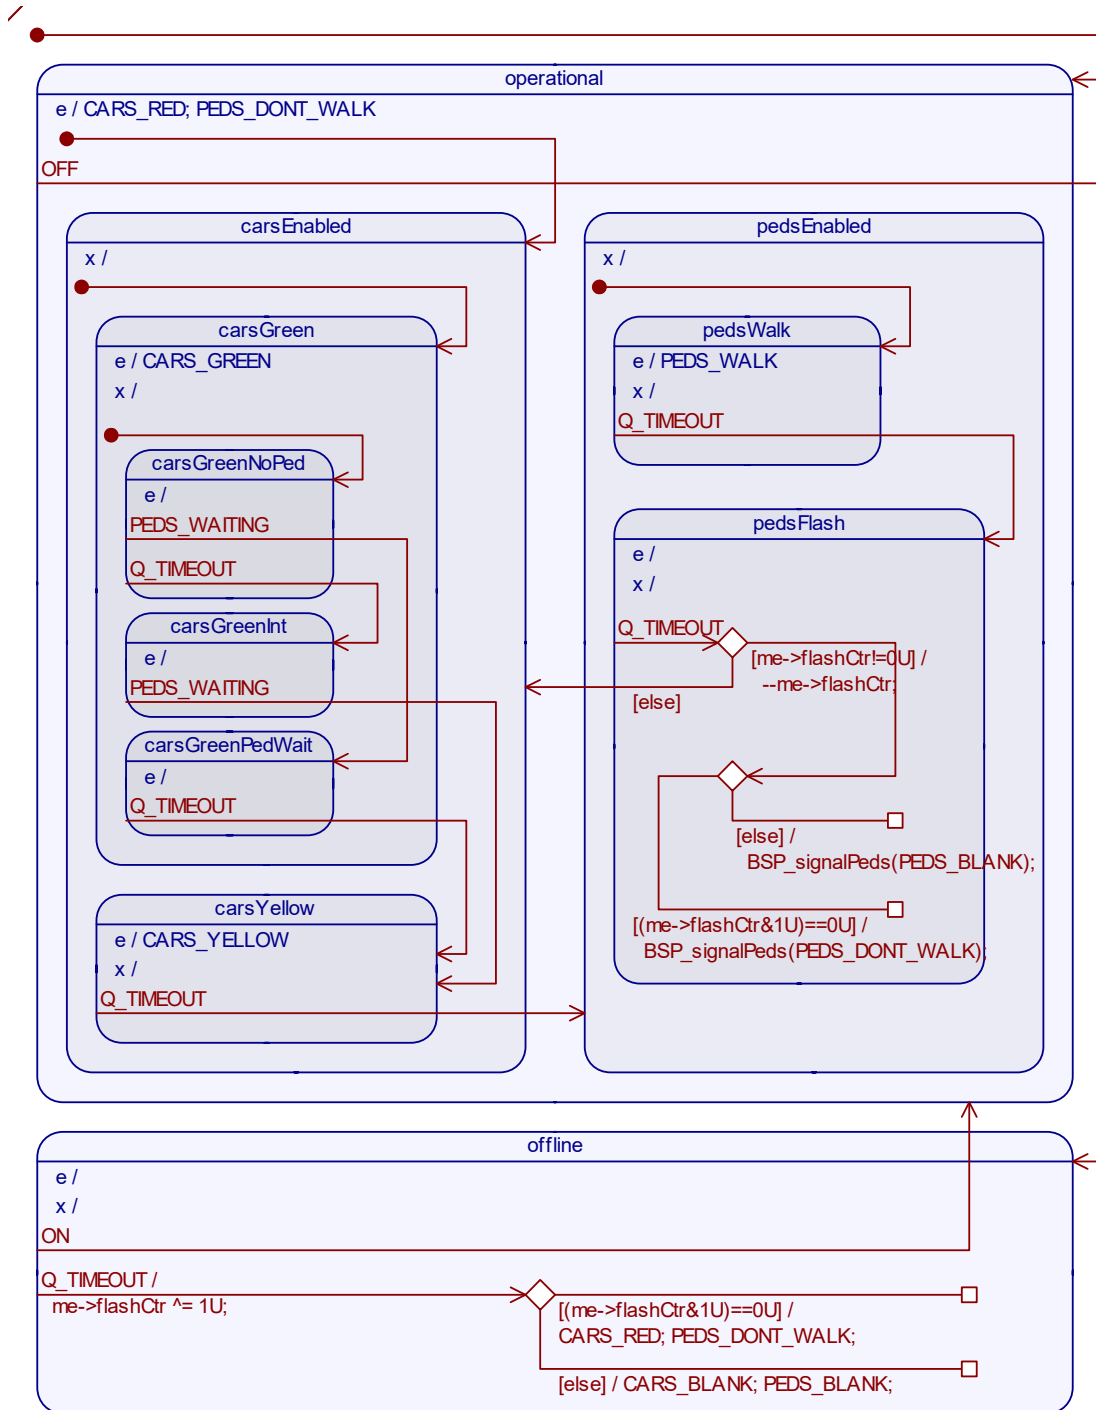 operational
e / CARS_RED; PEDS_DONT_WALK
OFF
carsEnabled
x /
carsGreen
e / CARS_GREEN
x /
carsGreenNoPed
e /
PEDS_WAITING
Q_TIMEOUT
carsGreenInt
e /
PEDS_WAITING
carsGreenPedWait
e /
Q_TIMEOUT
carsYellow
e / CARS_YELLOW
x /
Q_TIMEOUT
pedsEnabled
x /
pedsWalk
e / PEDS_WALK
x /
Q_TIMEOUT
pedsFlash
e /
x /
Q_TIMEOUT
[me->flashCtr!=0U] /
--me->flashCtr;
[else]
[else] /
BSP_signalPeds(PEDS_BLANK);
[(me->flashCtr&1U)==0U] /
BSP_signalPeds(PEDS_DONT_WALK);
offline
e /
x /
ON
Q_TIMEOUT /
me->flashCtr ^= 1U;
[(me->flashCtr&1U)==0U] /
CARS_RED; PEDS_DONT_WALK;
[else] / CARS_BLANK; PEDS_BLANK;